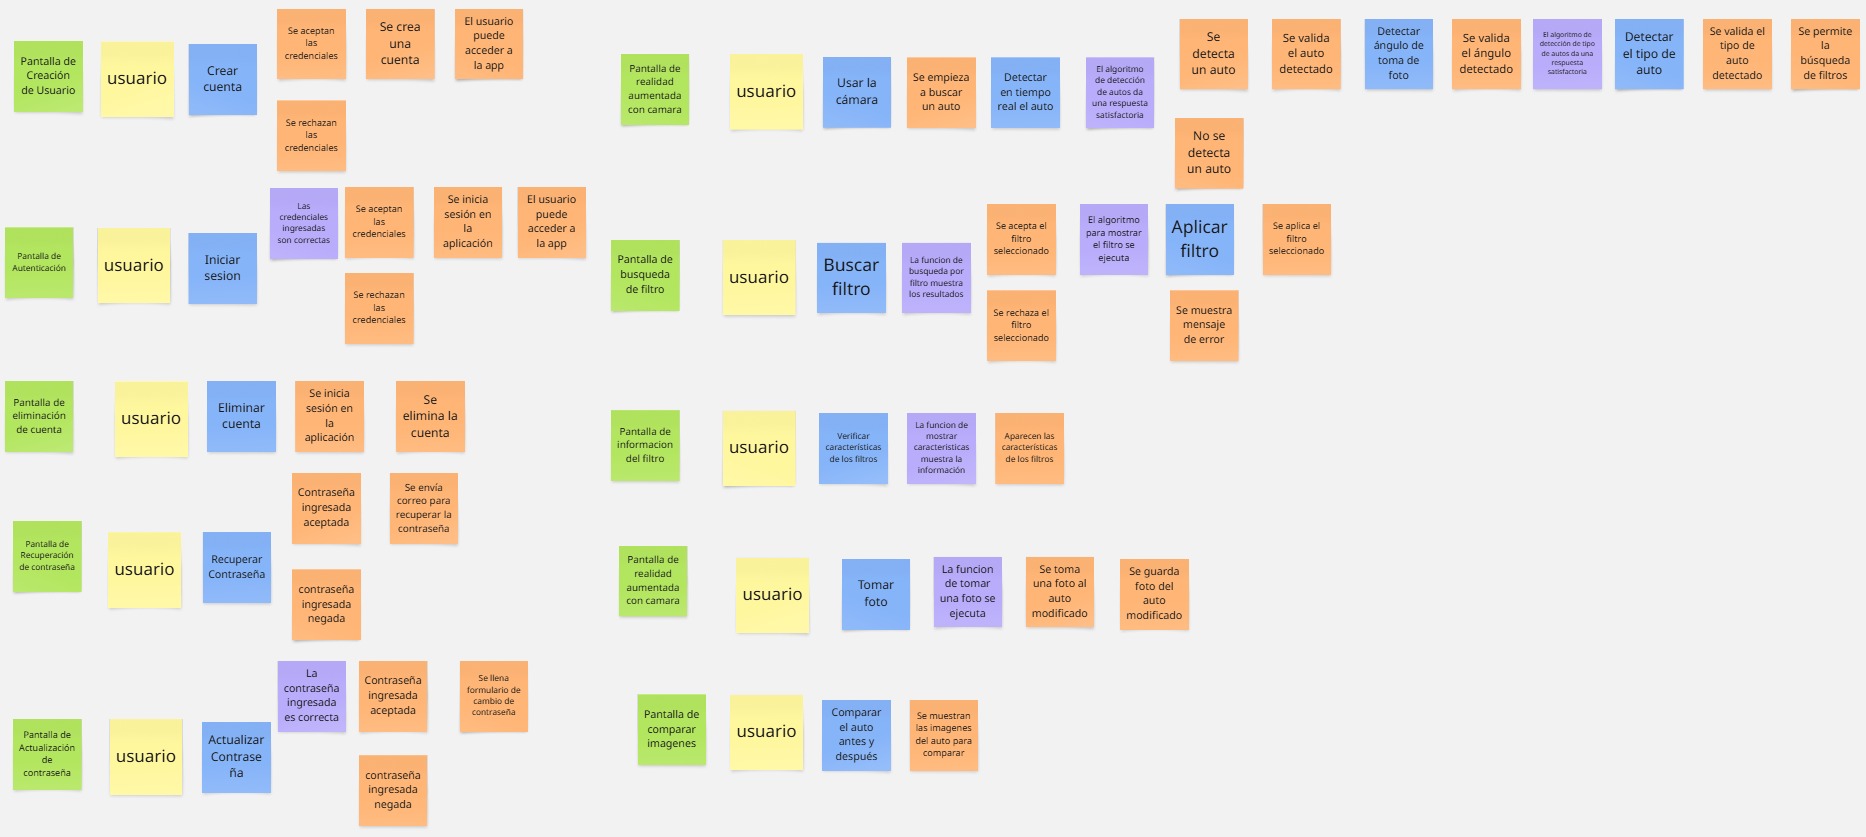 Pantalla de
Creación
de Usuario
usuario
Crear
cuenta
Se aceptan
las
credenciales
Se crea
una
cuenta
El usuario
puede
acceder a
la app
Se rechazan
las
credenciales
Pantalla de
Autenticación
usuario
Iniciar
sesion
Las
credenciales
ingresadas
son correctas
Se aceptan
las
credenciales
Se inicia
sesión en
la
aplicación
El usuario
puede
acceder a
la app
Se rechazan
las
credenciales
Pantalla de
eliminación
de cuenta
usuario
Eliminar
cuenta
Se inicia
sesión en
la
aplicación
Se
elimina la
cuenta
Pantalla de
Recuperación
de contraseña
usuario
Recuperar
Contraseña
Contraseña
ingresada
aceptada
Se envía
correo para
recuperar la
contraseña
contraseña
ingresada
negada
Pantalla de
Actualización
de
contraseña
usuario
Actualizar
Contrase
ña
La
contraseña
ingresada
es correcta
Contraseña
ingresada
aceptada
Se llena
formulario de
cambio de
contraseña
contraseña
ingresada
negada
Pantalla de
realidad
aumentada
con camara
usuario
Usar la
cámara
Se empieza
a buscar
un auto
Detectar
en tiempo
real el auto
El algoritmo
de detección
de autos da
una respuesta
satisfactoria
Se
detecta
un auto
Se valida
el auto
detectado
Detectar
ángulo de
toma de
foto
Se valida
el ángulo
detectado
El algoritmo de
detección de tipo
de autos da una
respuesta
satisfactoria
Detectar
el tipo de
auto
Se valida el
tipo de
auto
detectado
Se permite
la
búsqueda
de filtros
No se
detecta
un auto
Pantalla de
busqueda
de filtro
usuario
Buscar
filtro
La funcion de
busqueda por
filtro muestra
los resultados
Se acepta el
filtro
seleccionado
El algoritmo
para mostrar
el filtro se
ejecuta
Aplicar
filtro
Se aplica el
filtro
seleccionado
Se rechaza el
filtro
seleccionado
Se muestra
mensaje
de error
Pantalla de
informacion
del filtro
usuario
Verificar
características
de los filtros
La funcion de
mostrar
caracteristicas
muestra la
información
Aparecen las
características
de los filtros
Pantalla de
realidad
aumentada
con camara
usuario
Tomar
foto
La funcion
de tomar
una foto se
ejecuta
Se toma
una foto al
auto
modificado
Se guarda
foto del
auto
modificado
Pantalla de
comparar
imagenes
usuario
Comparar
el auto
antes y
después
Se muestran
las imagenes
del auto para
comparar